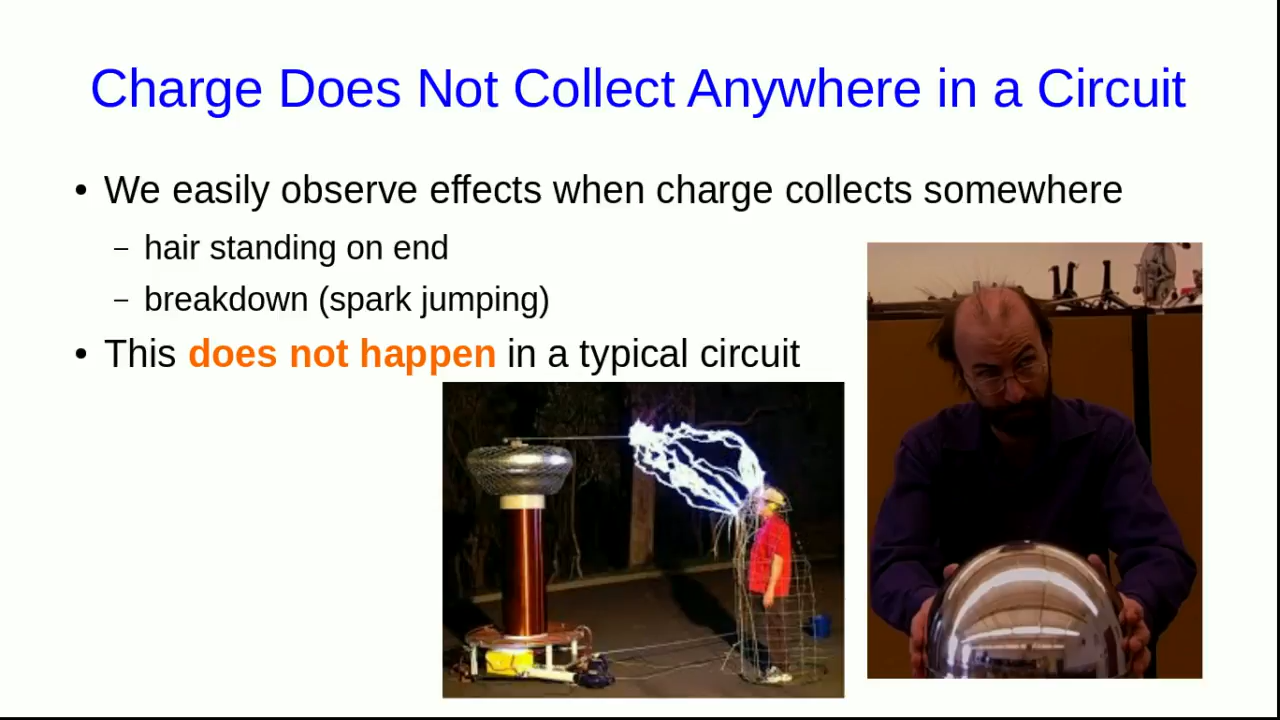 Charge Does Not Collect Anywhere in a Circuit
• We easily observe effects when charge collects somewhere
– hair standing on end
– breakdown (spark jumping)
• This does not happen in a typical circuit